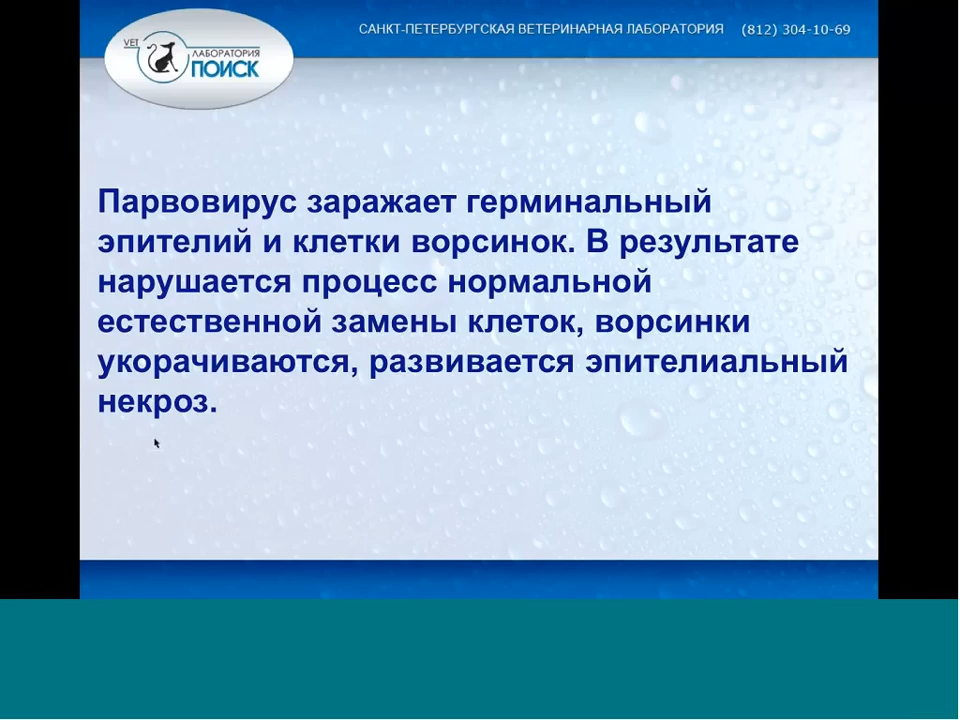 САНКТ-ПЕТЕРБУРГСКАЯ ВЕТЕРИНАРНАЯ ЛАБОРАТОРИЯ (812) 304-10-69
VET
ЛАБОРАТОРИЯ
ПОИСК
Парвовирус заражает герминальный
эпителий и клетки ворсинок. В результате
нарушается процесс нормальной
естественной замены клеток, ворсинки
укорачиваются, развивается эпителиальный
некроз.